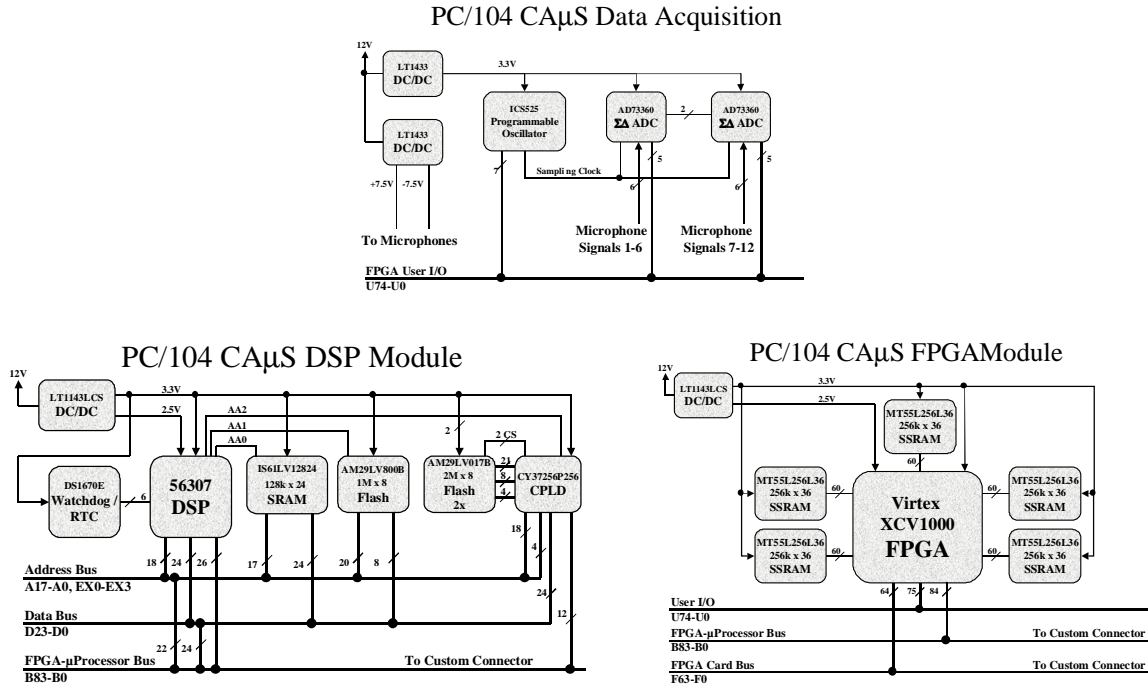 PC/104 CAµS Data Acquisition
12V
LT1433
DC/DC
3.3V
ICS525
Programmable
Oscillator
AD73360
ΣΔ ADC
2
AD73360
ΣΔ ADC
LT1433
DC/DC
7
Sampling Clock
5
5
+7.5V
-7.5V
6
6
To Microphones
Microphone
Signals 1-6
Microphone
Signals 7-12
FPGA User I/O
U74-U0
PC/104 CAµS DSP Module
12V
LT1143LCS
DC/DC
3.3V
2.5V
AA2
AA1
AA0
2
2 CS
DS1670E
Watchdog /
RTC
6
56307
DSP
IS61LV12824
128k x 24
SRAM
AM29LV800B
1M x 8
Flash
AM29LV017B
2M x 8
Flash
2x
21
8
4
CY37256P256
CPLD
18
24
26
17
24
20
8
18
4
Address Bus
A17-A0, EX0-EX3
24
12
Data Bus
D23-D0
22
24
FPGA-µProcessor Bus
To Custom Connector
B83-B0
PC/104 CAµS FPGAModule
12V
LT1143LCS
DC/DC
3.3V
2.5V
MT55L256L36
256k x 36
SSRAM
60
MT55L256L36
256k x 36
SSRAM
60
Virtex
XCV1000
FPGA
60
MT55L256L36
256k x 36
SSRAM
MT55L256L36
256k x 36
SSRAM
60
60
MT55L256L36
256k x 36
SSRAM
64
75
84
User I/O
U74-U0
FPGA-µProcessor Bus
To Custom Connector
B83-B0
FPGA Card Bus
To Custom Connector
F63-F0